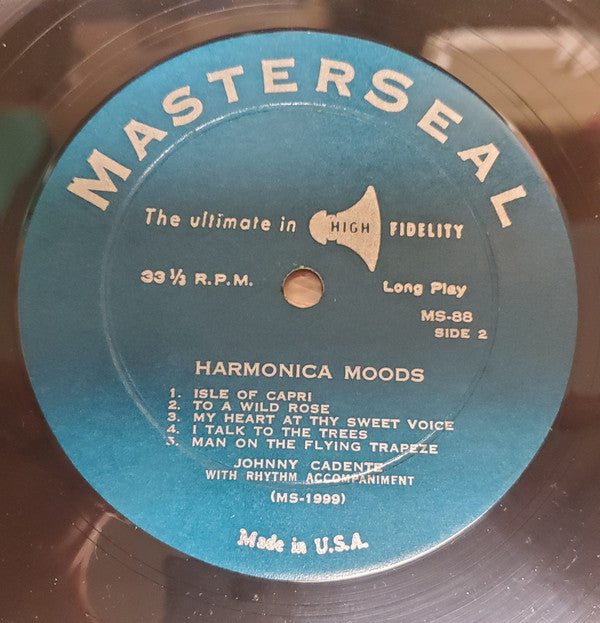 MASTERSEAL
The ultimate in HIGH FIDELITY
33 1/3 R.P.M. Long Play
MS-88
SIDE 2
HARMONICA MOODS
1. ISLE OF CAPRI
2. TO A WILD ROSE
3. MY HEART AT THY SWEET VOICE
4. I TALK TO THE TREES
5. MAN ON THE FLYING TRAPEZE
JOHNNY CADENTE
WITH RHYTHM ACCOMPANIMENT
(MS-1999)
Made in U.S.A.